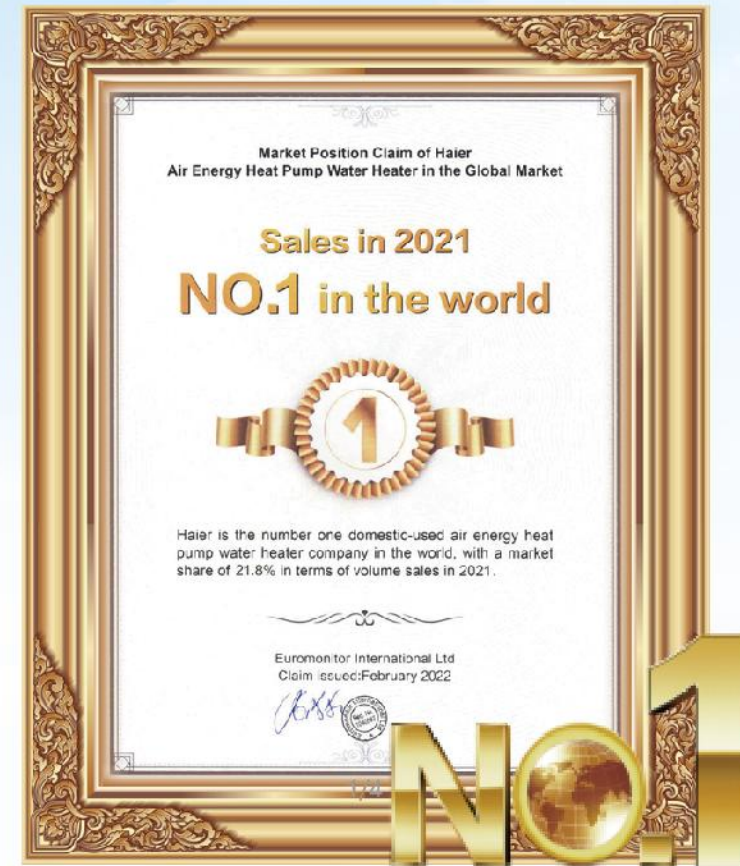 Market Position Claim of Haier
Air Energy Heat Pump Water Heater in the Global Market
Sales in 2021
NO.1 in the world
1
Haier is the number one domestic-used air energy heat
pump water heater company in the world, with a market
share of 21.8% in terms of volume sales in 2021.
Euromonitor International Ltd
Claim issued:February 2022
1/4
NO.1